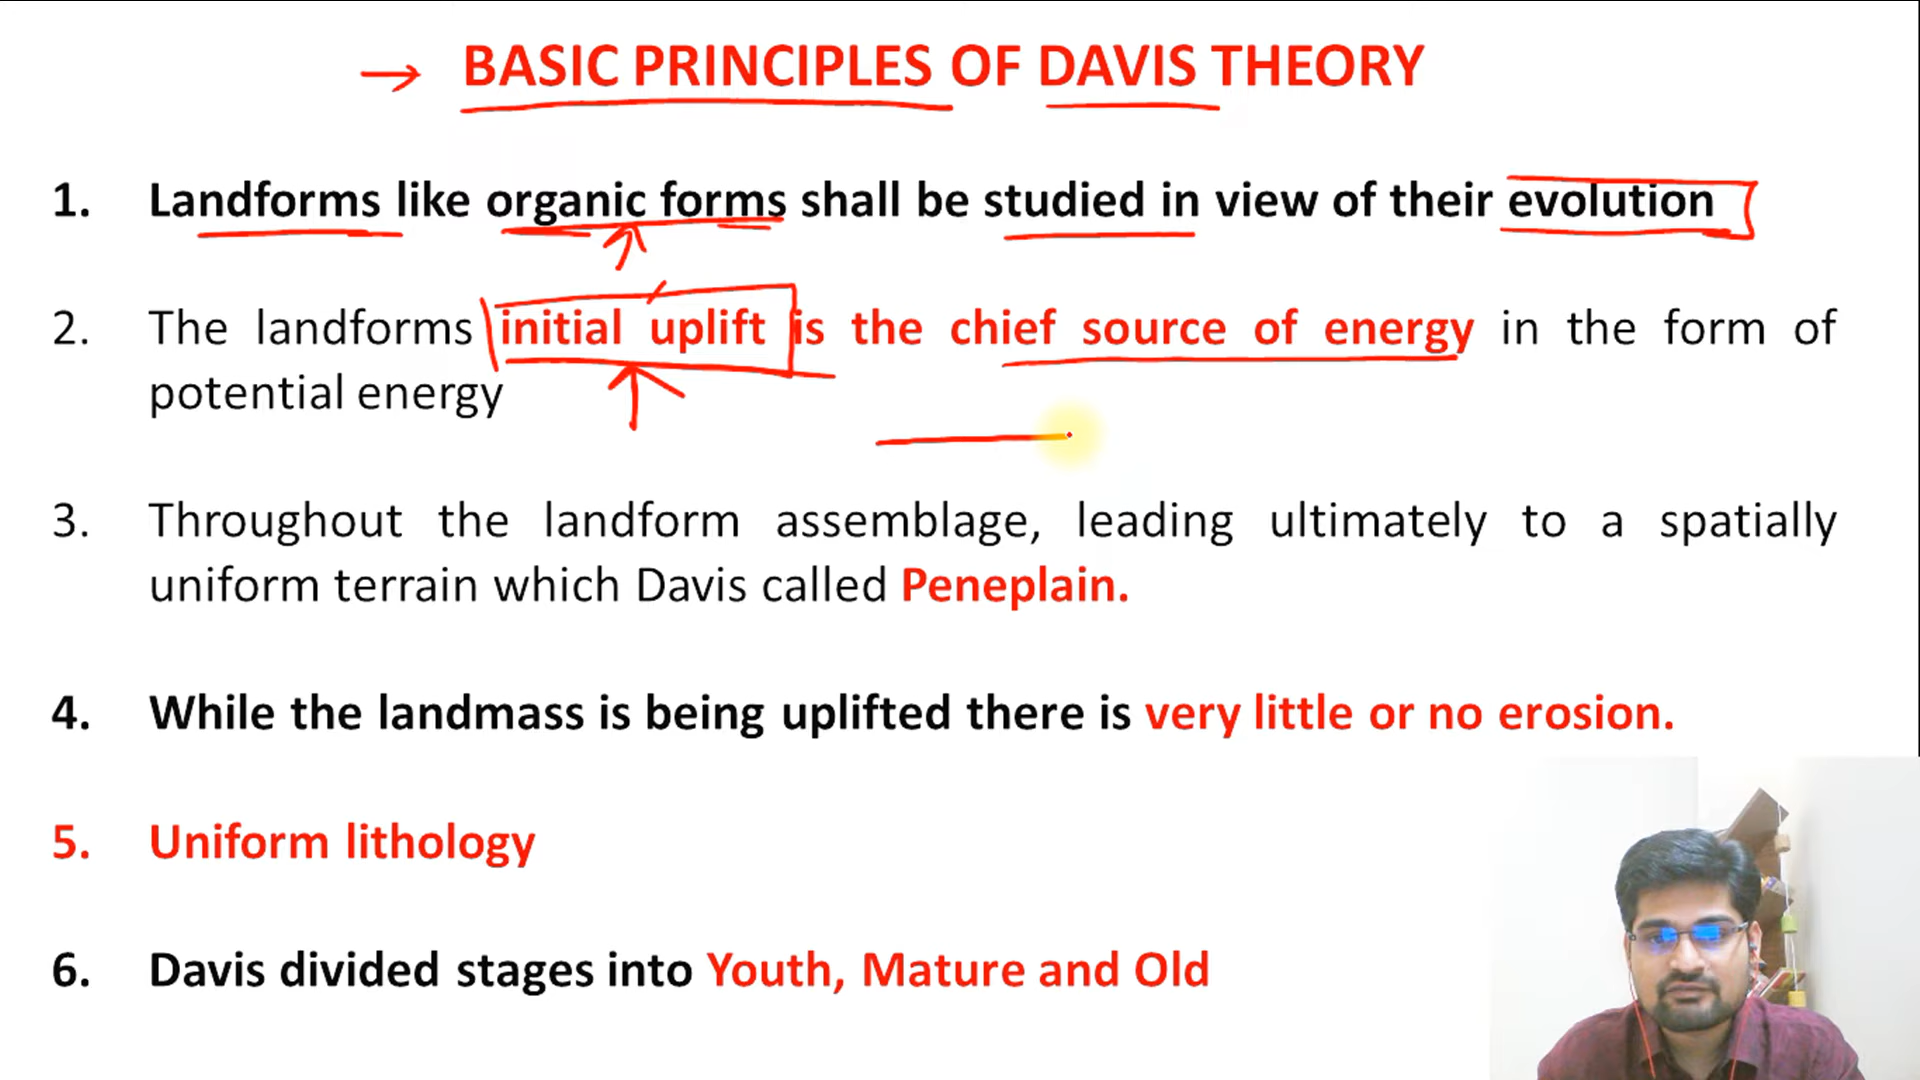 BASIC PRINCIPLES OF DAVIS THEORY
1. Landforms like organic forms shall be studied in view of their evolution
2. The landforms initial uplift is the chief source of energy in the form of
potential energy
3. Throughout the landform assemblage, leading ultimately to a spatially
uniform terrain which Davis called Peneplain.
4. While the landmass is being uplifted there is very little or no erosion.
5. Uniform lithology
6. Davis divided stages into Youth, Mature and Old